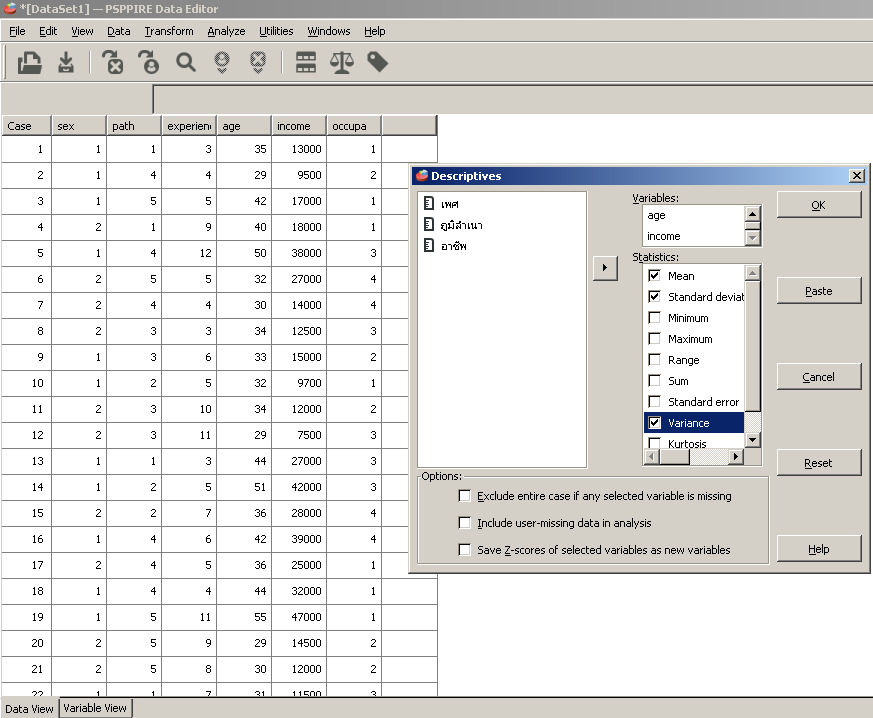 *[DataSet1] — PSPPIRE Data Editor
File Edit View Data Transform Analyze Utilities Windows Help
Case sex path experienc age income occupa
1 1 1 3 35 13000 1
2 1 4 4 29 9500 2
3 1 5 5 42 17000 1
4 2 1 9 40 18000 1
5 1 4 12 50 38000 3
6 2 5 5 32 27000 4
7 2 4 4 30 14000 4
8 2 3 3 34 12500 3
9 1 3 6 33 15000 2
10 1 2 5 32 9700 1
11 2 3 10 34 12000 2
12 2 3 11 29 7500 3
13 1 1 3 44 27000 3
14 1 2 5 51 42000 3
15 2 2 7 36 28000 4
16 1 4 6 42 39000 4
17 2 4 5 36 25000 1
18 1 4 4 44 32000 1
19 1 5 11 55 47000 1
20 2 5 9 29 14500 2
21 2 5 8 30 12000 2
22 1 1 7 31 11500 3
Data View Variable View
Descriptives
เพศ
ภูมิลำเนา
อาชีพ
Variables:
age
income
Statistics:
Mean
Standard deviat
Minimum
Maximum
Range
Sum
Standard error
Variance
Kurtosis
OK
Paste
Cancel
Reset
Help
Options:
Exclude entire case if any selected variable is missing
Include user-missing data in analysis
Save Z-scores of selected variables as new variables